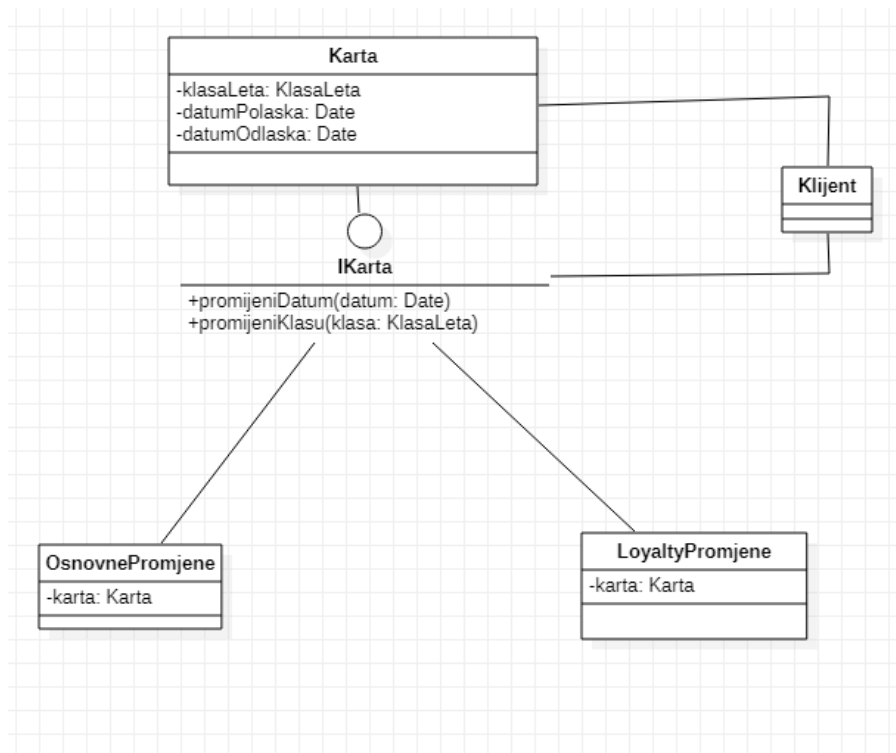 Karta
-klasaLeta: KlasaLeta
-datumPolaska: Date
-datumOdlaska: Date
Klijent
IKarta
+promijeniDatum(datum: Date)
+promijeniKlasu(klasa: KlasaLeta)
OsnovnePromjene
-karta: Karta
LoyaltyPromjene
-karta: Karta